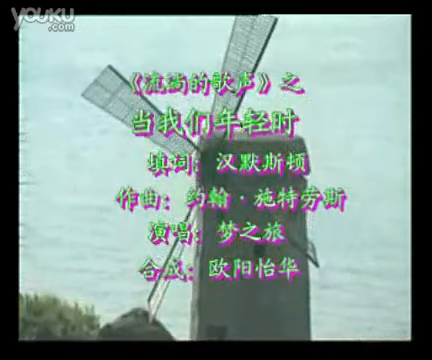 YOUKU.com
《流淌的歌声》之
当我们年轻时
填词：汉默斯顿
作曲：约翰·施特劳斯
演唱：梦之旅
合成：欧阳怡华